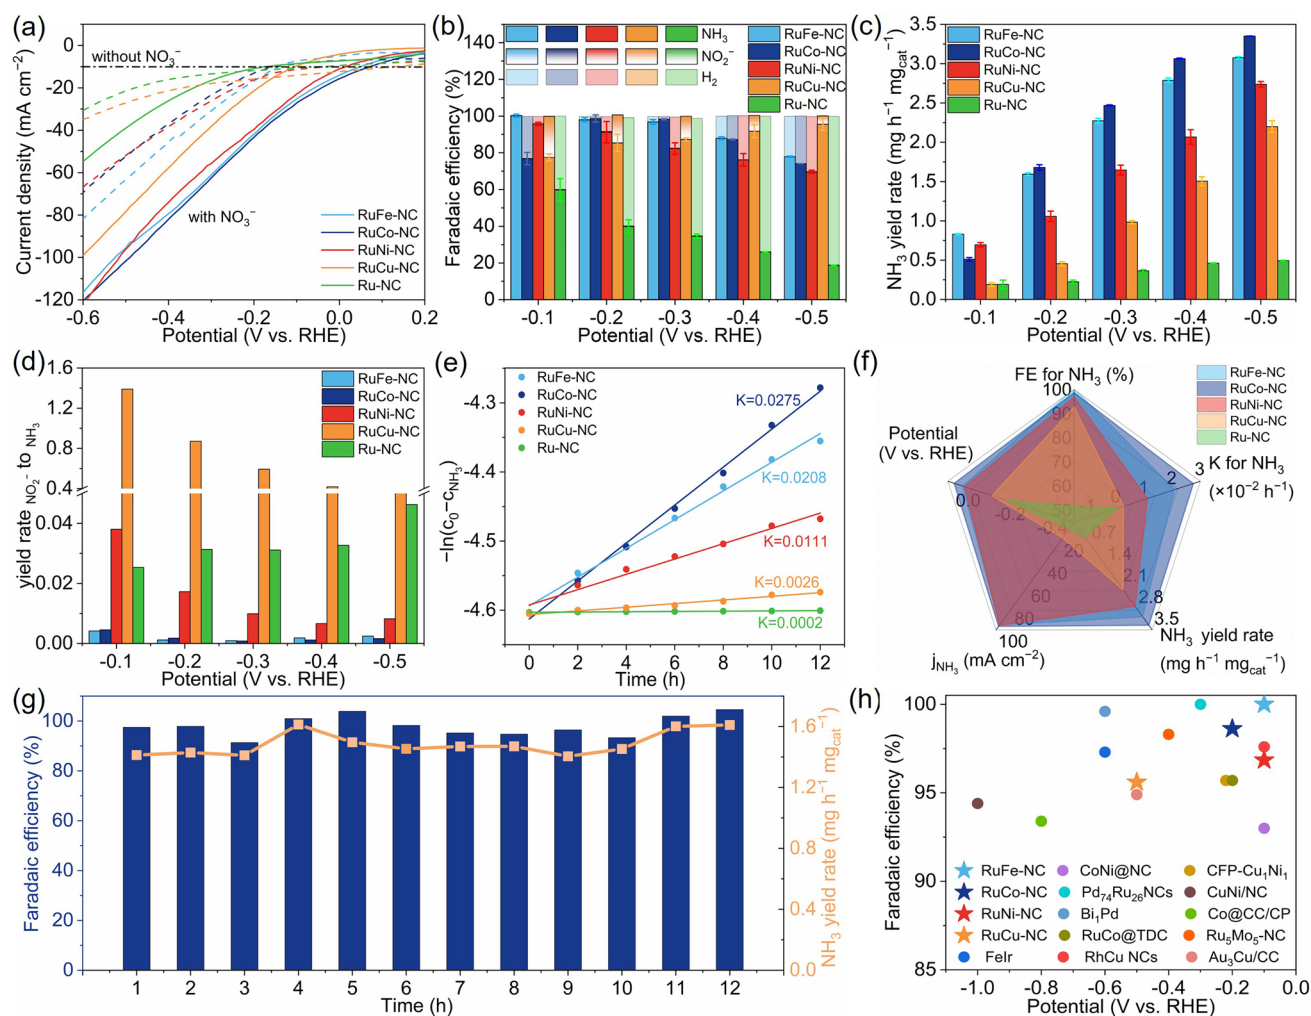 (a)
0
-20
-40
-60
-80
-100
-120
Current density (mA cm⁻²)
without NO₃⁻
with NO₃⁻
RuFe-NC
RuCo-NC
RuNi-NC
RuCu-NC
Ru-NC
-0.6 -0.4 -0.2 0.0 0.2
Potential (V vs. RHE)
(b)
NH₃
NO₂⁻
H₂
RuFe-NC
RuCo-NC
RuNi-NC
RuCu-NC
Ru-NC
140
120
100
80
60
40
20
0
Faradaic efficiency (%)
-0.1 -0.2 -0.3 -0.4 -0.5
Potential (V vs. RHE)
(c)
3.5
3.0
2.5
2.0
1.5
1.0
0.5
0.0
NH₃ yield rate (mg h⁻¹ mg_cat⁻¹)
RuFe-NC
RuCo-NC
RuNi-NC
RuCu-NC
Ru-NC
-0.1 -0.2 -0.3 -0.4 -0.5
Potential (V vs. RHE)
(d)
1.6
1.2
0.8
0.4
0.04
0.02
0.00
yield rate NO₂⁻ to NH₃
RuFe-NC
RuCo-NC
RuNi-NC
RuCu-NC
Ru-NC
-0.1 -0.2 -0.3 -0.4 -0.5
Potential (V vs. RHE)
(e)
RuFe-NC
RuCo-NC
RuNi-NC
RuCu-NC
Ru-NC
-4.3
-4.4
-4.5
-4.6
−ln(c₀−c_NH₃)
K=0.0275
K=0.0208
K=0.0111
K=0.0026
K=0.0002
0 2 4 6 8 10 12
Time (h)
(f)
FE for NH₃ (%)
100
90
80
70
60
50
RuFe-NC
RuCo-NC
RuNi-NC
RuCu-NC
Ru-NC
Potential
(V vs. RHE)
0.0
-0.2
-0.4
K for NH₃
(×10⁻² h⁻¹)
3
2
1
0
-1
0.7
1.4
2.1
2.8
3.5
NH₃ yield rate
(mg h⁻¹ mg_cat⁻¹)
20
40
60
80
100
j_NH₃ (mA cm⁻²)
(g)
100
80
60
40
20
0
Faradaic efficiency (%)
1.6
1.2
0.8
0.4
0.0
NH₃ yield rate (mg h⁻¹ mg_cat⁻¹)
1 2 3 4 5 6 7 8 9 10 11 12
Time (h)
(h)
100
95
90
85
Faradaic efficiency (%)
RuFe-NC CoNi@NC CFP-Cu₁Ni₁
RuCo-NC Pd₇₄Ru₂₆NCs CuNi/NC
RuNi-NC Bi₁Pd Co@CC/CP
RuCu-NC RuCo@TDC Ru₅Mo₅-NC
FeIr RhCu NCs Au₃Cu/CC
-1.0 -0.8 -0.6 -0.4 -0.2 0.0
Potential (V vs. RHE)